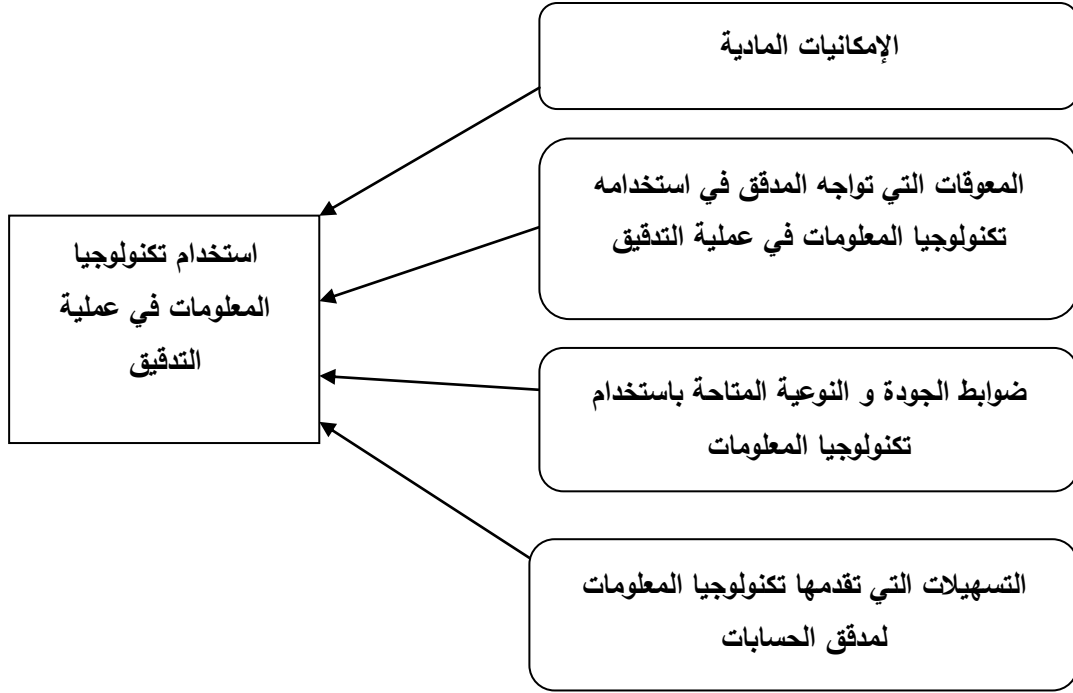 الإمكانيات المادية
المعوقات التي تواجه المدقق في استخدامه
تكنولوجيا المعلومات في عملية التدقيق
استخدام تكنولوجيا
المعلومات في عملية
التدقيق
ضوابط الجودة و النوعية المتاحة باستخدام
تكنولوجيا المعلومات
التسهيلات التي تقدمها تكنولوجيا المعلومات
لمدقق الحسابات